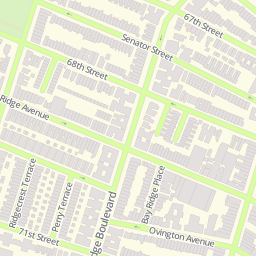 67th Street
Senator Street
68th Street
Ridge Avenue
Ridgecrest Terrace
Perry Terrace
Bay Ridge Place
Ridge Boulevard
71st Street
Ovington Avenue